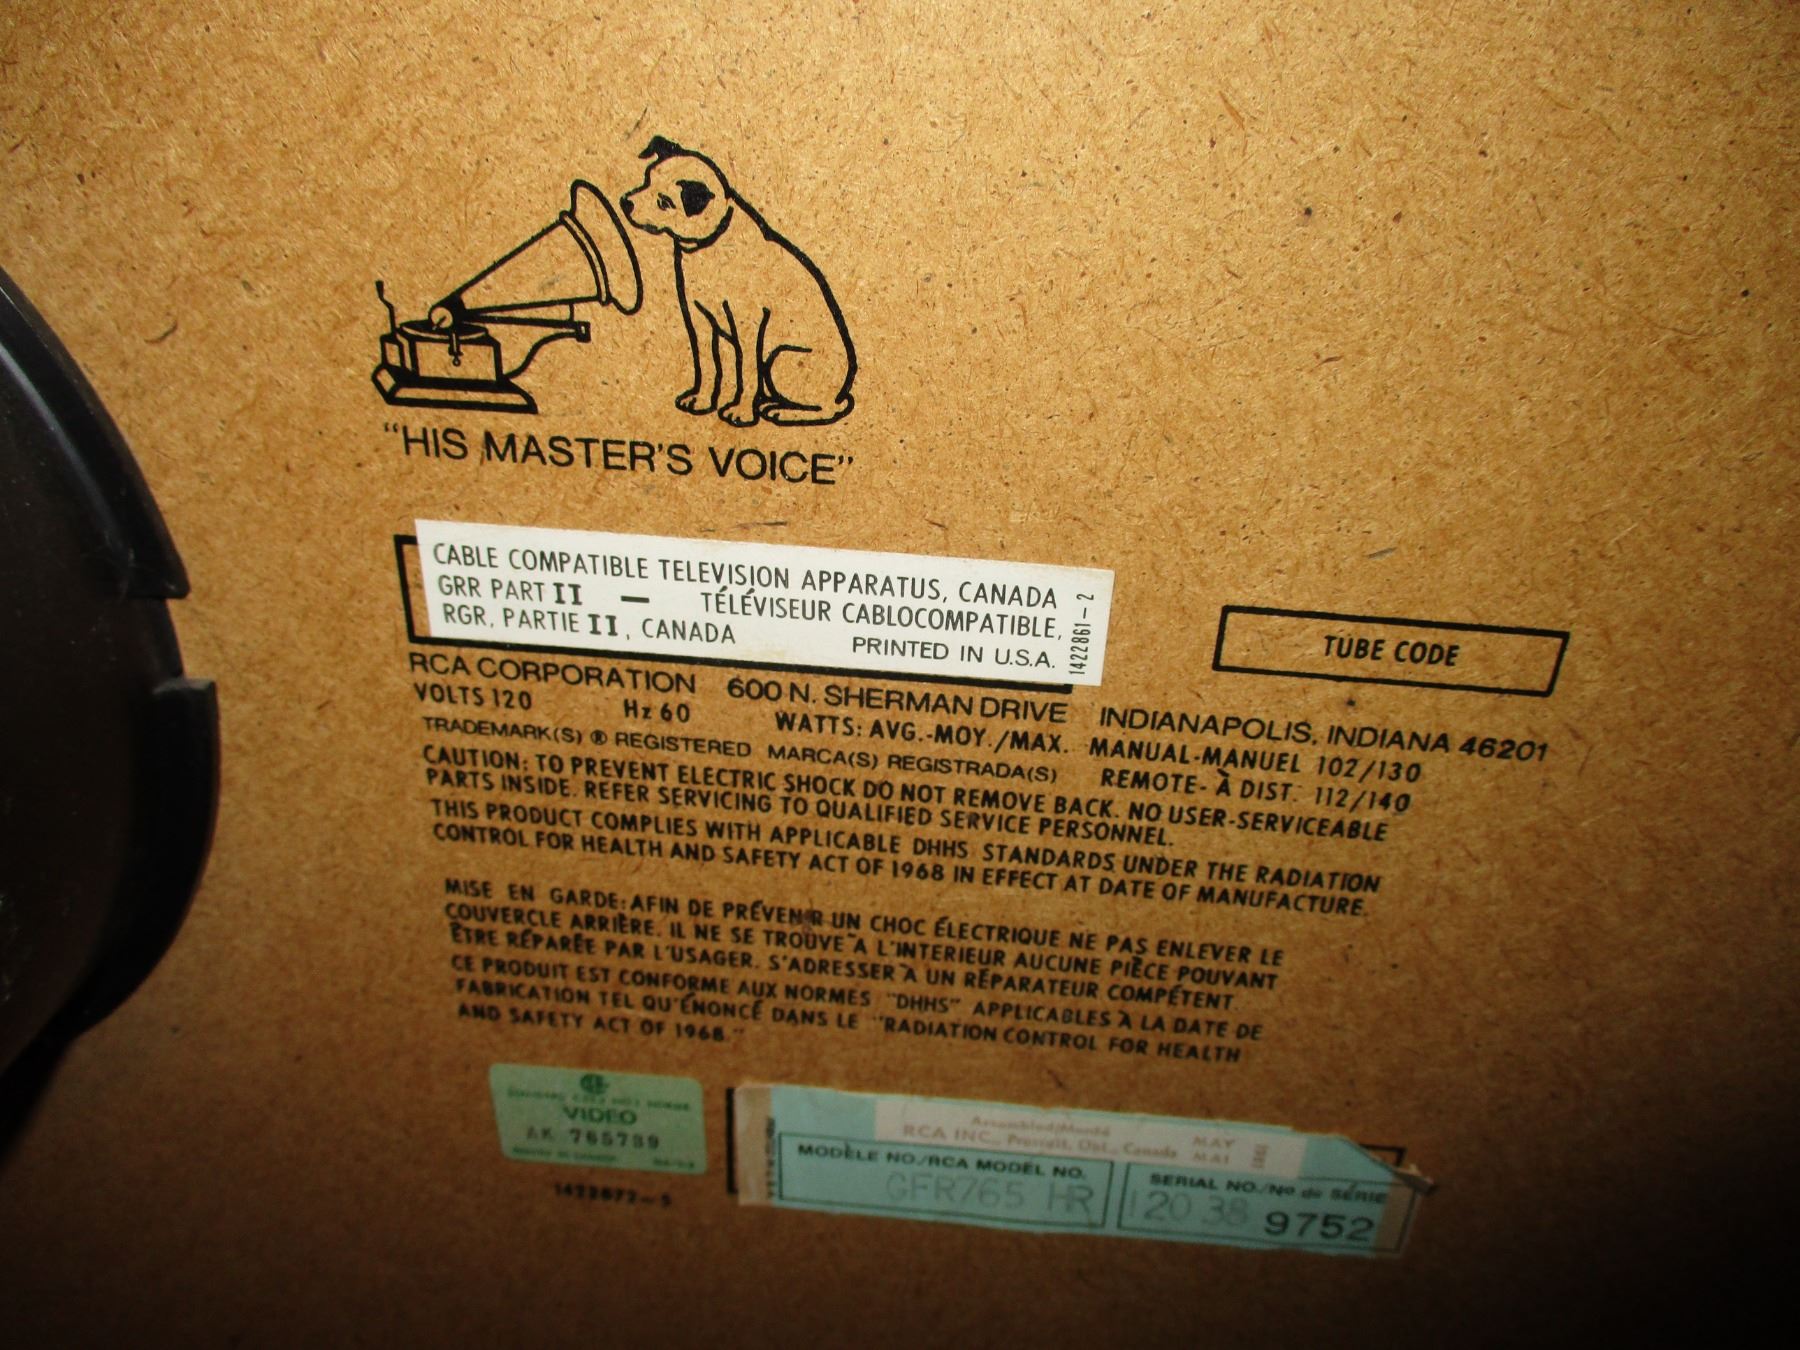 "HIS MASTER'S VOICE"
CABLE COMPATIBLE TELEVISION APPARATUS, CANADA
GRR PART II — TÉLÉVISEUR CABLOCOMPATIBLE,
RGR, PARTIE II, CANADA PRINTED IN U.S.A.
1422861-2
TUBE CODE
RCA CORPORATION 600 N. SHERMAN DRIVE INDIANAPOLIS, INDIANA 46201
VOLTS 120 Hz 60 WATTS: AVG.-MOY./MAX. MANUAL-MANUEL 102/130
TRADEMARK(S) ® REGISTERED MARCA(S) REGISTRADA(S) REMOTE- À DIST. 112/140
CAUTION: TO PREVENT ELECTRIC SHOCK DO NOT REMOVE BACK. NO USER-SERVICEABLE
PARTS INSIDE. REFER SERVICING TO QUALIFIED SERVICE PERSONNEL.
THIS PRODUCT COMPLIES WITH APPLICABLE DHHS STANDARDS UNDER THE RADIATION
CONTROL FOR HEALTH AND SAFETY ACT OF 1968 IN EFFECT AT DATE OF MANUFACTURE.
MISE EN GARDE: AFIN DE PRÉVENIR UN CHOC ÉLECTRIQUE NE PAS ENLEVER LE
COUVERCLE ARRIÈRE. IL NE SE TROUVE À L'INTERIEUR AUCUNE PIÈCE POUVANT
ÊTRE RÉPARÉE PAR L'USAGER. S'ADRESSER À UN RÉPARATEUR COMPÉTENT.
CE PRODUIT EST CONFORME AUX NORMES "DHHS" APPLICABLES À LA DATE DE
FABRICATION TEL QU'ÉNONCÉ DANS LE "RADIATION CONTROL FOR HEALTH
AND SAFETY ACT OF 1968."
VIDEO
AK 765739
1422872-5
Assembled/Monté
RCA INC., Prescott, Ont., Canada
MAY
MAI
1981
MODÈLE NO./RCA MODEL NO.
GFR765 HR
SERIAL NO./No de SÉRIE
120 38 9752